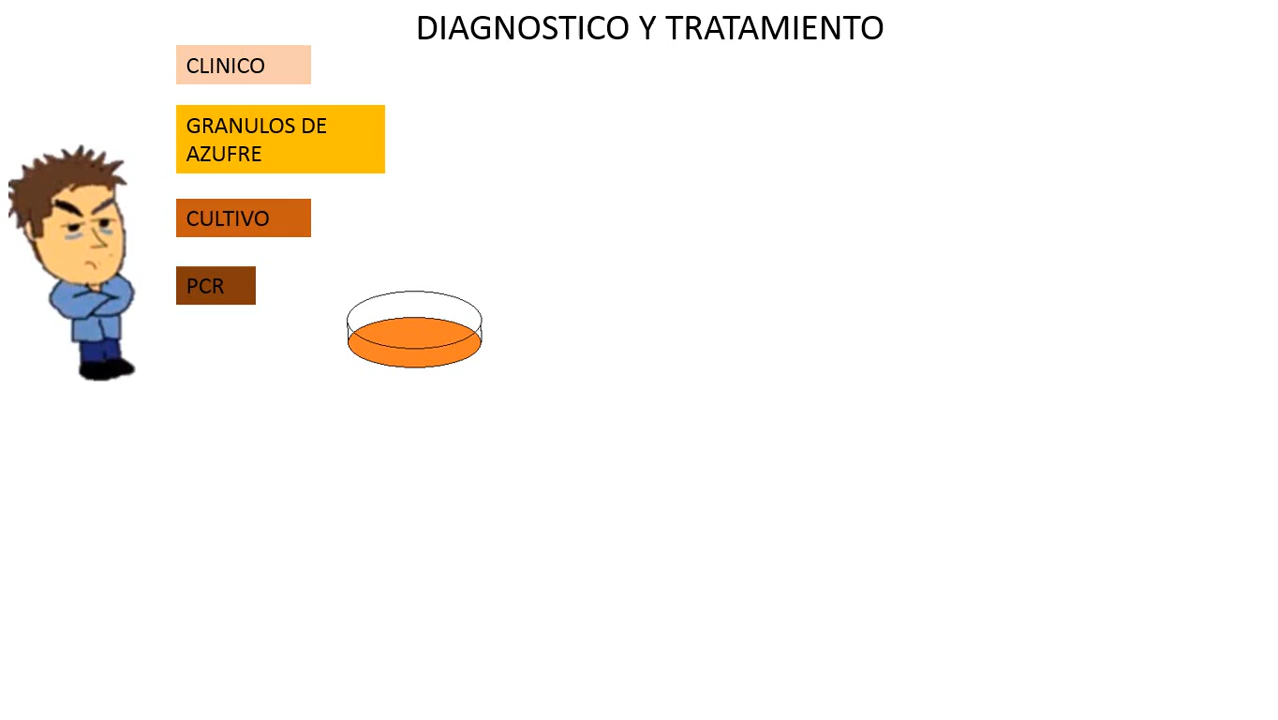 DIAGNOSTICO Y TRATAMIENTO
CLINICO
GRANULOS DE
AZUFRE
CULTIVO
PCR